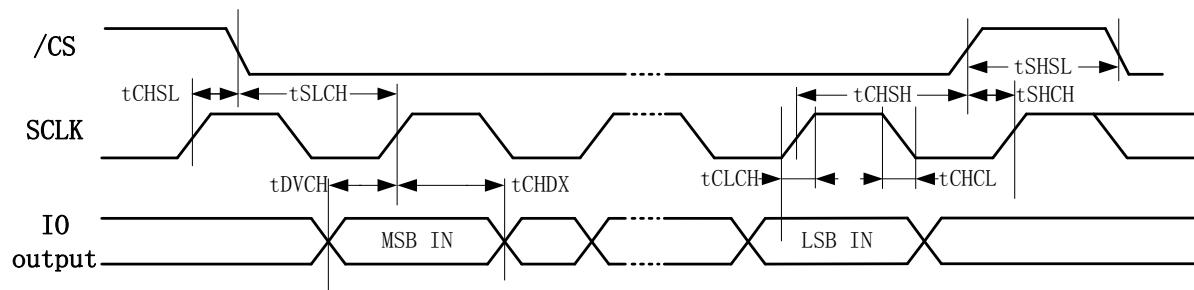 /CS
tSHSL
tCHSL tSLCH tCHSH tSHCH
SCLK
tDVCH tCHDX tCLCH tCHCL
IO
output
MSB IN LSB IN